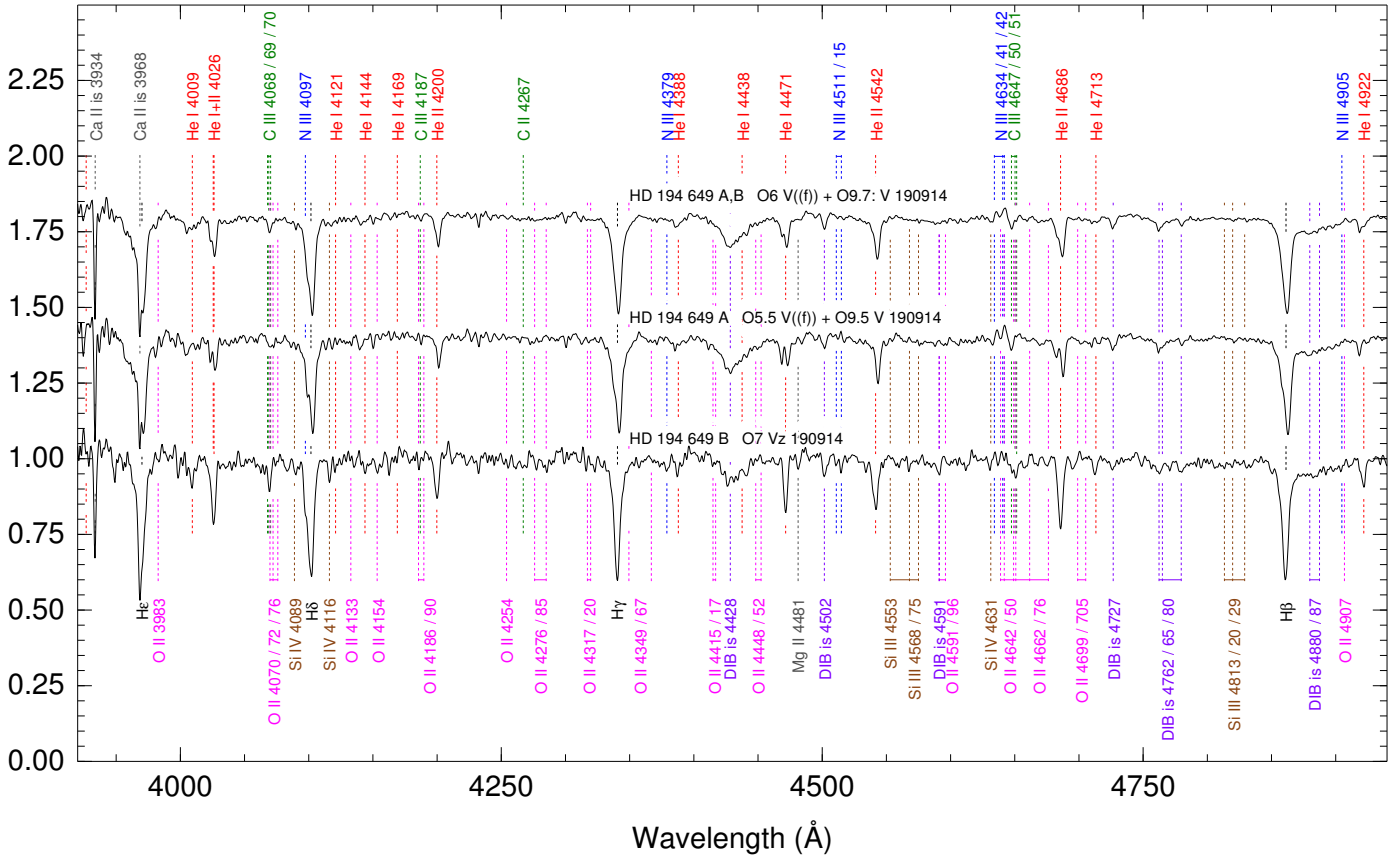 Ca II is 3934
Ca II is 3968
He I 4009
He I+II 4026
C III 4068 / 69 / 70
N III 4097
He I 4121
He I 4144
He I 4169
C III 4187
He II 4200
C II 4267
N III 4379
He I 4388
He I 4438
He I 4471
N III 4511 / 15
He II 4542
N III 4634 / 41 / 42
C III 4647 / 50 / 51
He II 4686
He I 4713
N III 4905
He I 4922
2.25
2.00
1.75
1.50
1.25
1.00
0.75
0.50
0.25
0.00
HD 194 649 A,B O6 V((f)) + O9.7: V 190914
HD 194 649 A O5.5 V((f)) + O9.5 V 190914
HD 194 649 B O7 Vz 190914
Hε
O II 3983
O II 4070 / 72 / 76
Si IV 4089
Hδ
Si IV 4116
O II 4133
O II 4154
O II 4186 / 90
O II 4254
O II 4276 / 85
O II 4317 / 20
Hγ
O II 4349 / 67
O II 4415 / 17
DIB is 4428
O II 4448 / 52
Mg II 4481
DIB is 4502
Si III 4553
Si III 4568 / 75
DIB is 4591
O II 4591 / 96
Si IV 4631
O II 4642 / 50
O II 4662 / 76
O II 4699 / 705
DIB is 4727
DIB is 4762 / 65 / 80
Si III 4813 / 20 / 29
Hβ
DIB is 4880 / 87
O II 4907
4000
4250
4500
4750
Wavelength (Å)